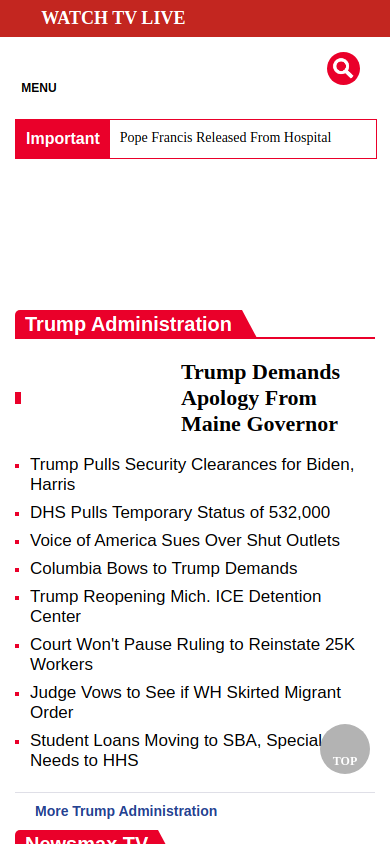 WATCH TV LIVE
MENU
Important Pope Francis Released From Hospital
Trump Administration
Trump Demands
Apology From
Maine Governor
Trump Pulls Security Clearances for Biden,
Harris
DHS Pulls Temporary Status of 532,000
Voice of America Sues Over Shut Outlets
Columbia Bows to Trump Demands
Trump Reopening Mich. ICE Detention
Center
Court Won't Pause Ruling to Reinstate 25K
Workers
Judge Vows to See if WH Skirted Migrant
Order
Student Loans Moving to SBA, Special
Needs to HHS
TOP
More Trump Administration
Newsmax TV